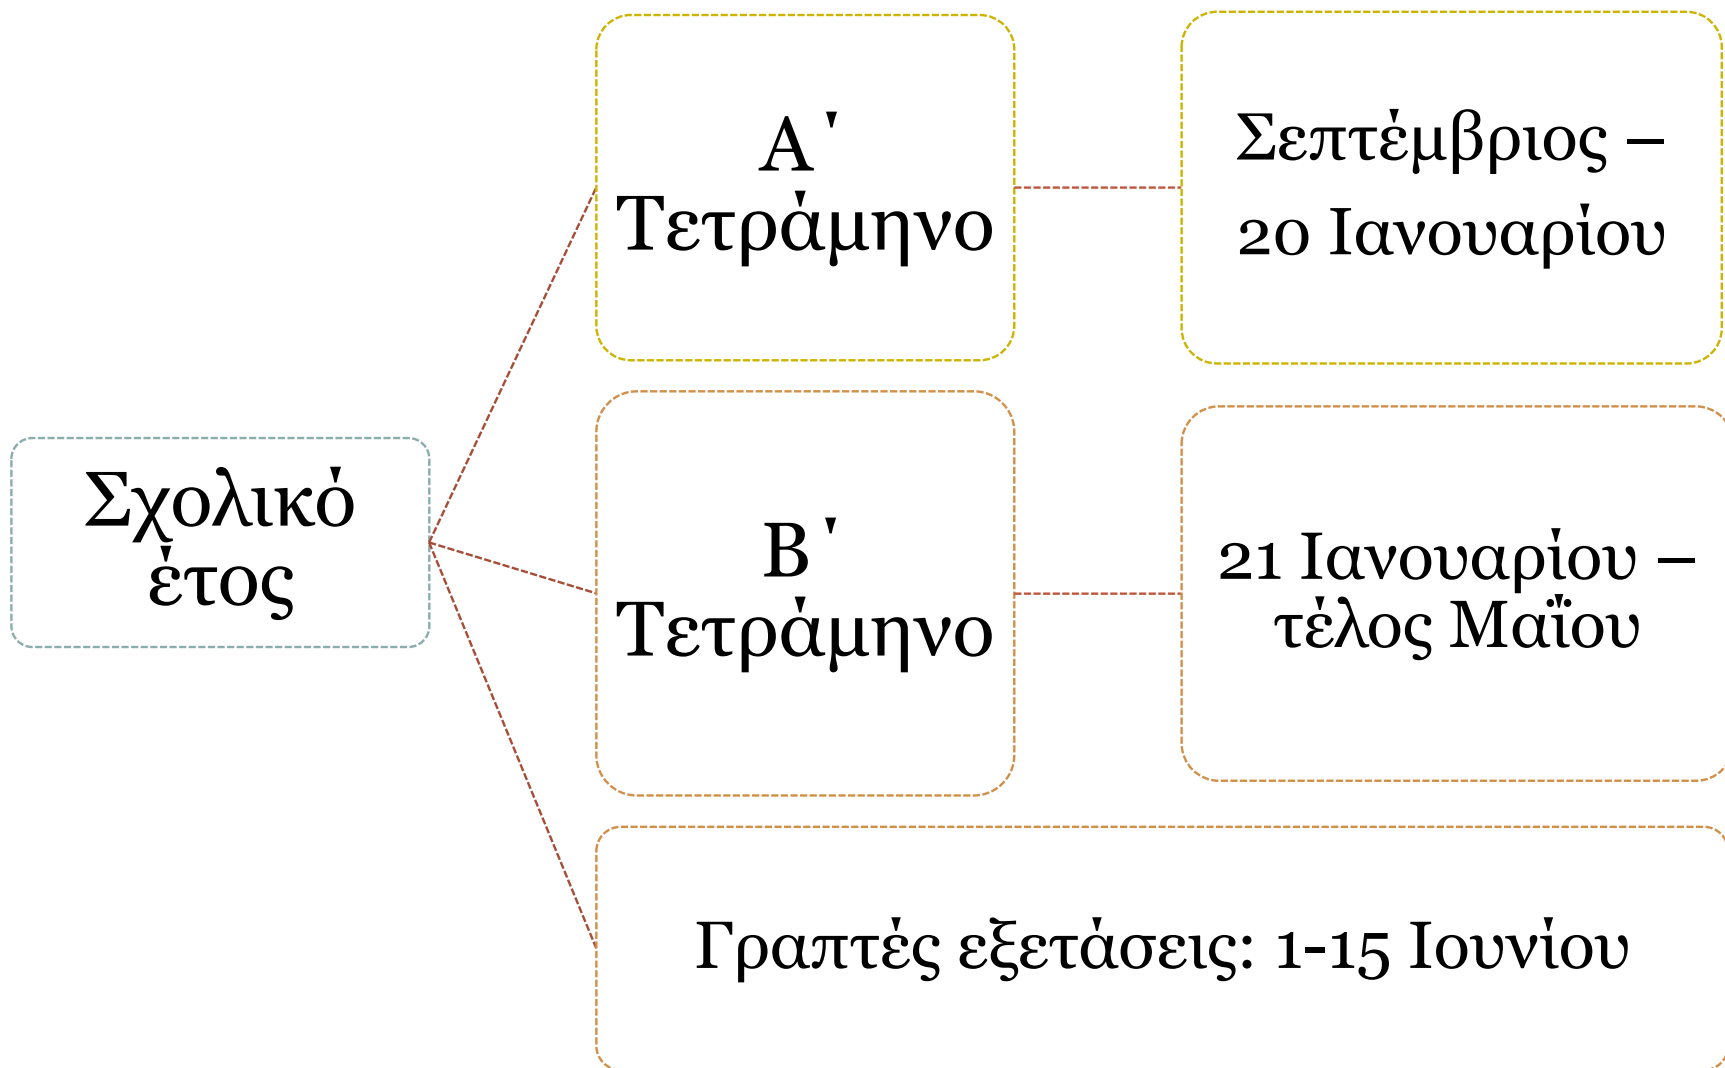 Σχολικό
έτος
Α΄
Τετράμηνο
Σεπτέμβριος –
20 Ιανουαρίου
Β΄
Τετράμηνο
21 Ιανουαρίου –
τέλος Μαΐου
Γραπτές εξετάσεις: 1-15 Ιουνίου